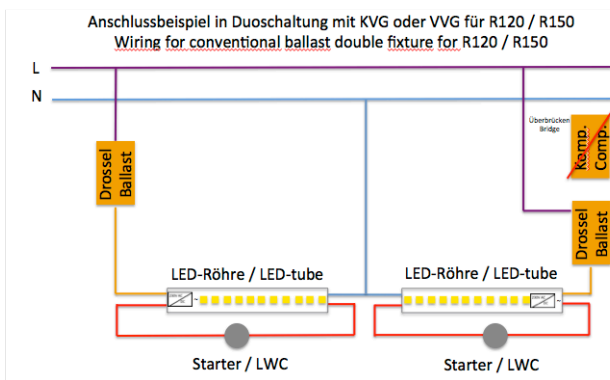 Anschlussbeispiel in Duoschaltung mit KVG oder VVG für R120 / R150
Wiring for conventional ballast double fixture for R120 / R150
L
N
Überbrücken
Bridge
Komp.
Comp.
Drossel
Ballast
Drossel
Ballast
LED-Röhre / LED-tube
LED-Röhre / LED-tube
Starter / LWC
Starter / LWC